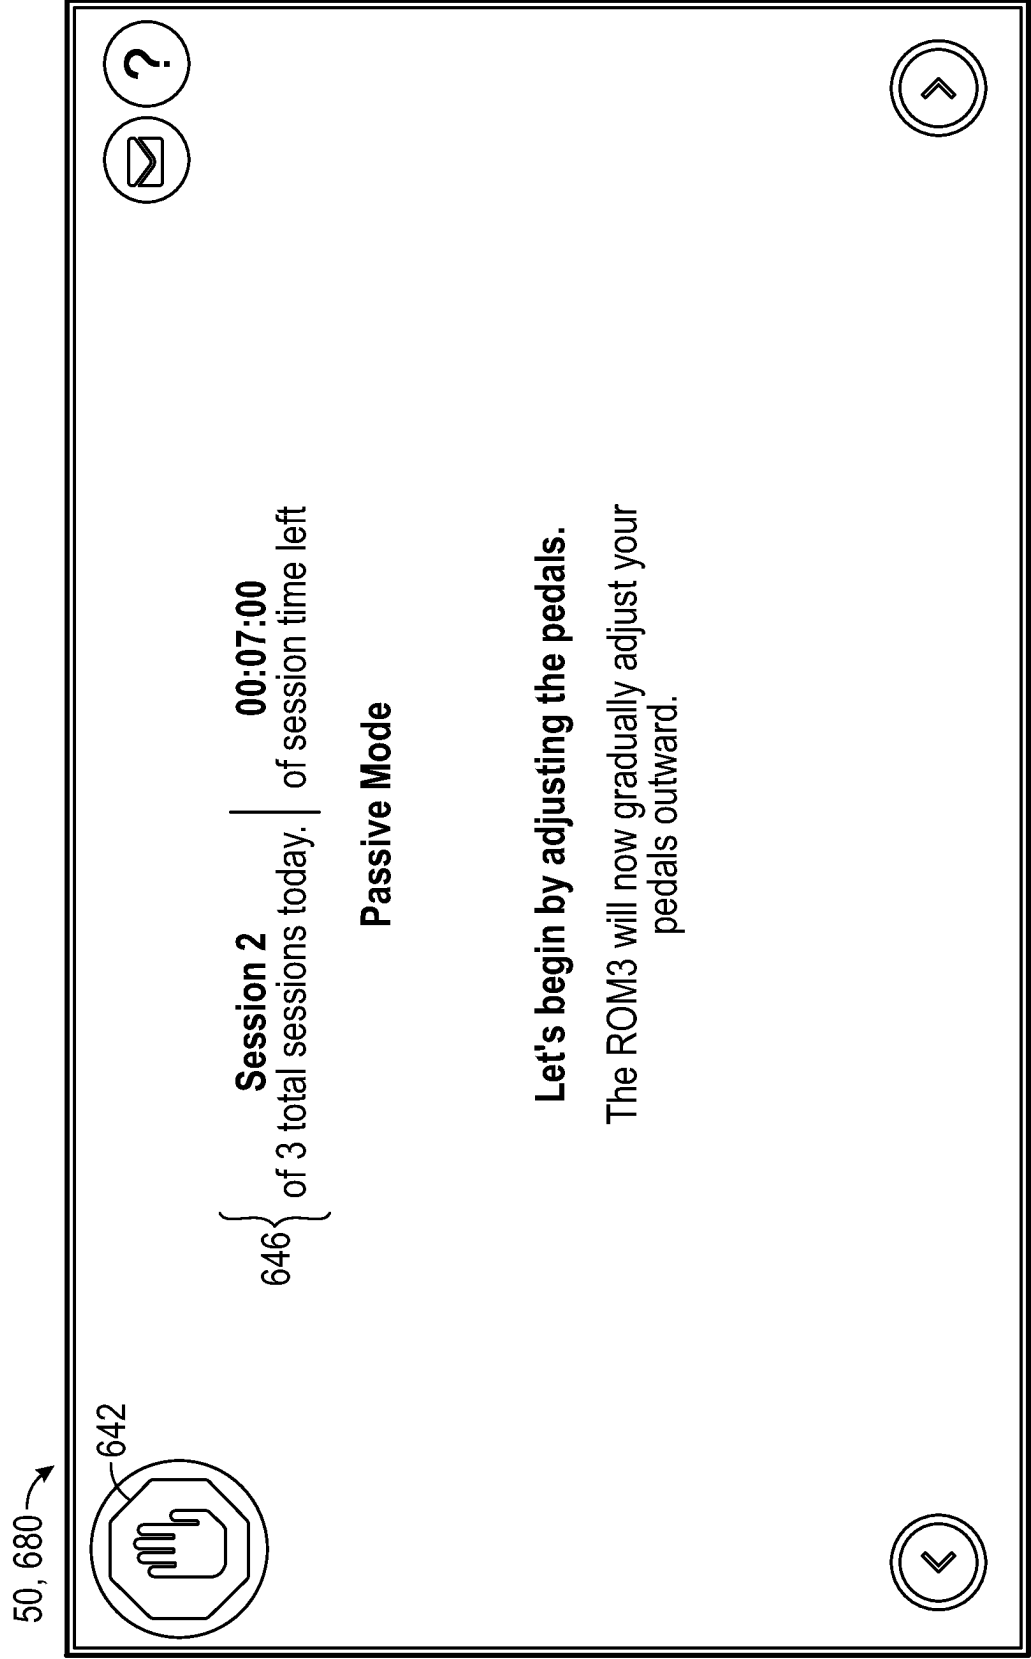 50, 680
642
?
646
Session 2
of 3 total sessions today.
00:07:00
of session time left
Passive Mode
Let's begin by adjusting the pedals.
The ROM3 will now gradually adjust your
pedals outward.